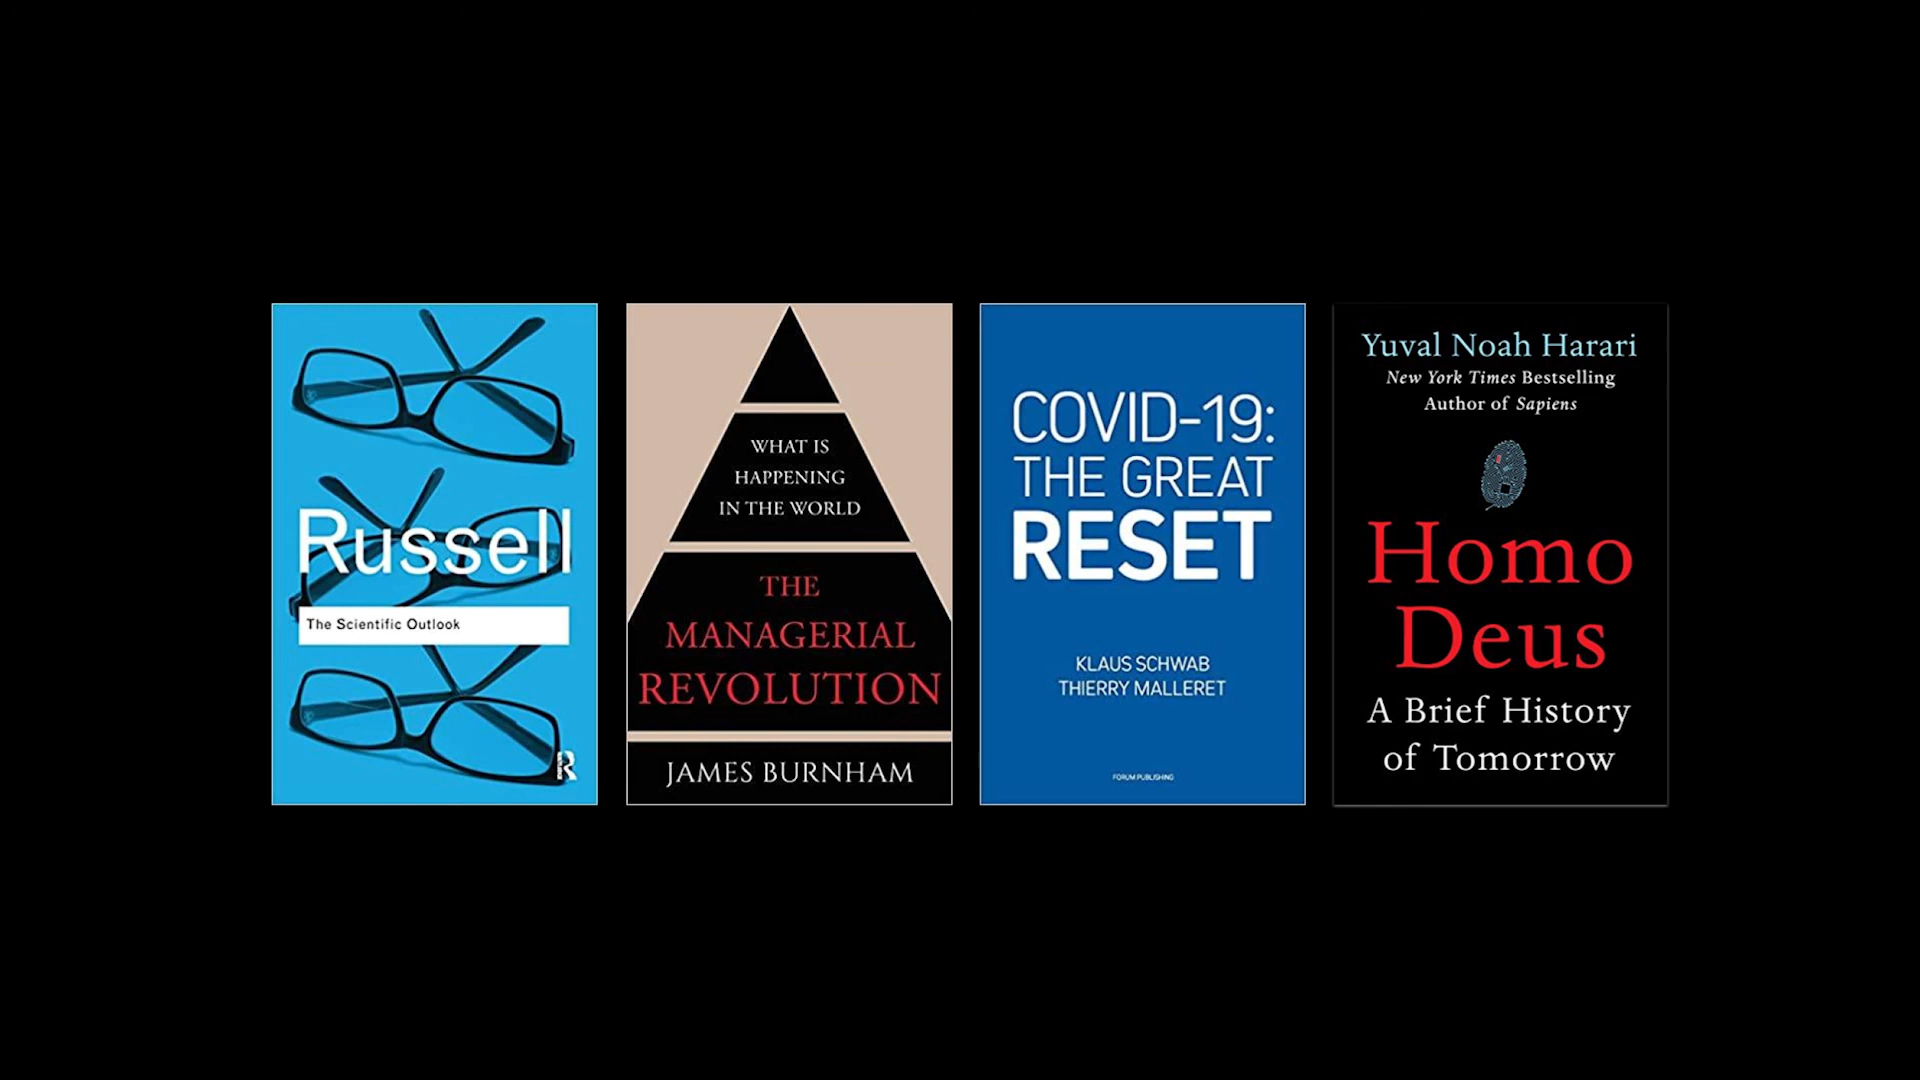 Russell
The Scientific Outlook
R
WHAT IS
HAPPENING
IN THE WORLD
THE
MANAGERIAL
REVOLUTION
JAMES BURNHAM
COVID-19:
THE GREAT
RESET
KLAUS SCHWAB
THIERRY MALLERET
FORUM PUBLISHING
Yuval Noah Harari
New York Times Bestselling
Author of Sapiens
Homo
Deus
A Brief History
of Tomorrow